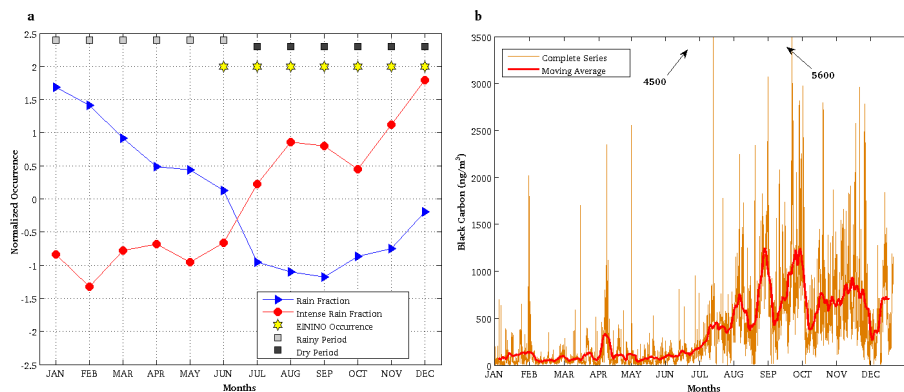 a
2.5
2
1.5
1
0.5
0
-0.5
-1
-1.5
-2
-2.5
Normalized Occurrence
JAN FEB MAR APR MAY JUN JUL AUG SEP OCT NOV DEC
Months
Rain Fraction
Intense Rain Fraction
ElNINO Occurrence
Rainy Period
Dry Period
b
3500
3000
2500
2000
1500
1000
500
0
Black Carbon (ng/m³)
Complete Series
Moving Average
4500
5600
JAN FEB MAR APR MAY JUN JUL AUG SEP OCT NOV DEC
Months